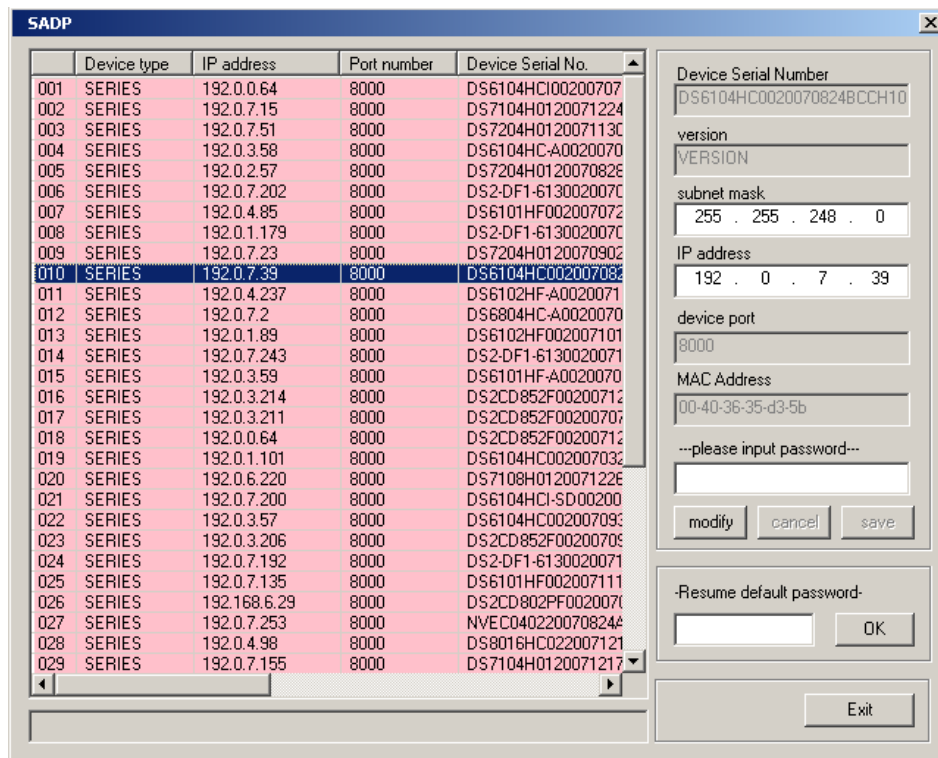 SADP
Device type IP address Port number Device Serial No.
001 SERIES 192.0.0.64 8000 DS6104HCI00200707
002 SERIES 192.0.7.15 8000 DS7104H0120071224
003 SERIES 192.0.7.51 8000 DS7204H012007113C
004 SERIES 192.0.3.58 8000 DS6104HC-A0020070
005 SERIES 192.0.2.57 8000 DS7204H0120070828
006 SERIES 192.0.7.202 8000 DS2-DF1-613002007C
007 SERIES 192.0.4.85 8000 DS6101HF002007072
008 SERIES 192.0.1.179 8000 DS2-DF1-613002007C
009 SERIES 192.0.7.23 8000 DS7204H0120070902
010 SERIES 192.0.7.39 8000 DS6104HC002007082
011 SERIES 192.0.4.237 8000 DS6102HF-A0020071
012 SERIES 192.0.7.2 8000 DS6804HC-A0020070
013 SERIES 192.0.1.89 8000 DS6102HF002007101
014 SERIES 192.0.7.243 8000 DS2-DF1-6130020071
015 SERIES 192.0.3.59 8000 DS6101HF-A0020070
016 SERIES 192.0.3.214 8000 DS2CD852F00200712
017 SERIES 192.0.3.211 8000 DS2CD852F00200707
018 SERIES 192.0.0.64 8000 DS2CD852F00200712
019 SERIES 192.0.1.101 8000 DS6104HC002007032
020 SERIES 192.0.6.220 8000 DS7108H0120071226
021 SERIES 192.0.7.200 8000 DS6104HCI-SD00200
022 SERIES 192.0.3.57 8000 DS6104HC002007093
023 SERIES 192.0.3.206 8000 DS2CD852F00200709
024 SERIES 192.0.7.192 8000 DS2-DF1-6130020071
025 SERIES 192.0.7.135 8000 DS6101HF002007111
026 SERIES 192.168.6.29 8000 DS2CD802PF0020070
027 SERIES 192.0.7.253 8000 NVEC040220070824A
028 SERIES 192.0.4.98 8000 DS8016HC022007121
029 SERIES 192.0.7.155 8000 DS7104H0120071217
Device Serial Number
DS6104HC0020070824BCCH10
version
VERSION
subnet mask
255 . 255 . 248 . 0
IP address
192 . 0 . 7 . 39
device port
8000
MAC Address
00-40-36-35-d3-5b
---please input password---
modify cancel save
-Resume default password-
OK
Exit